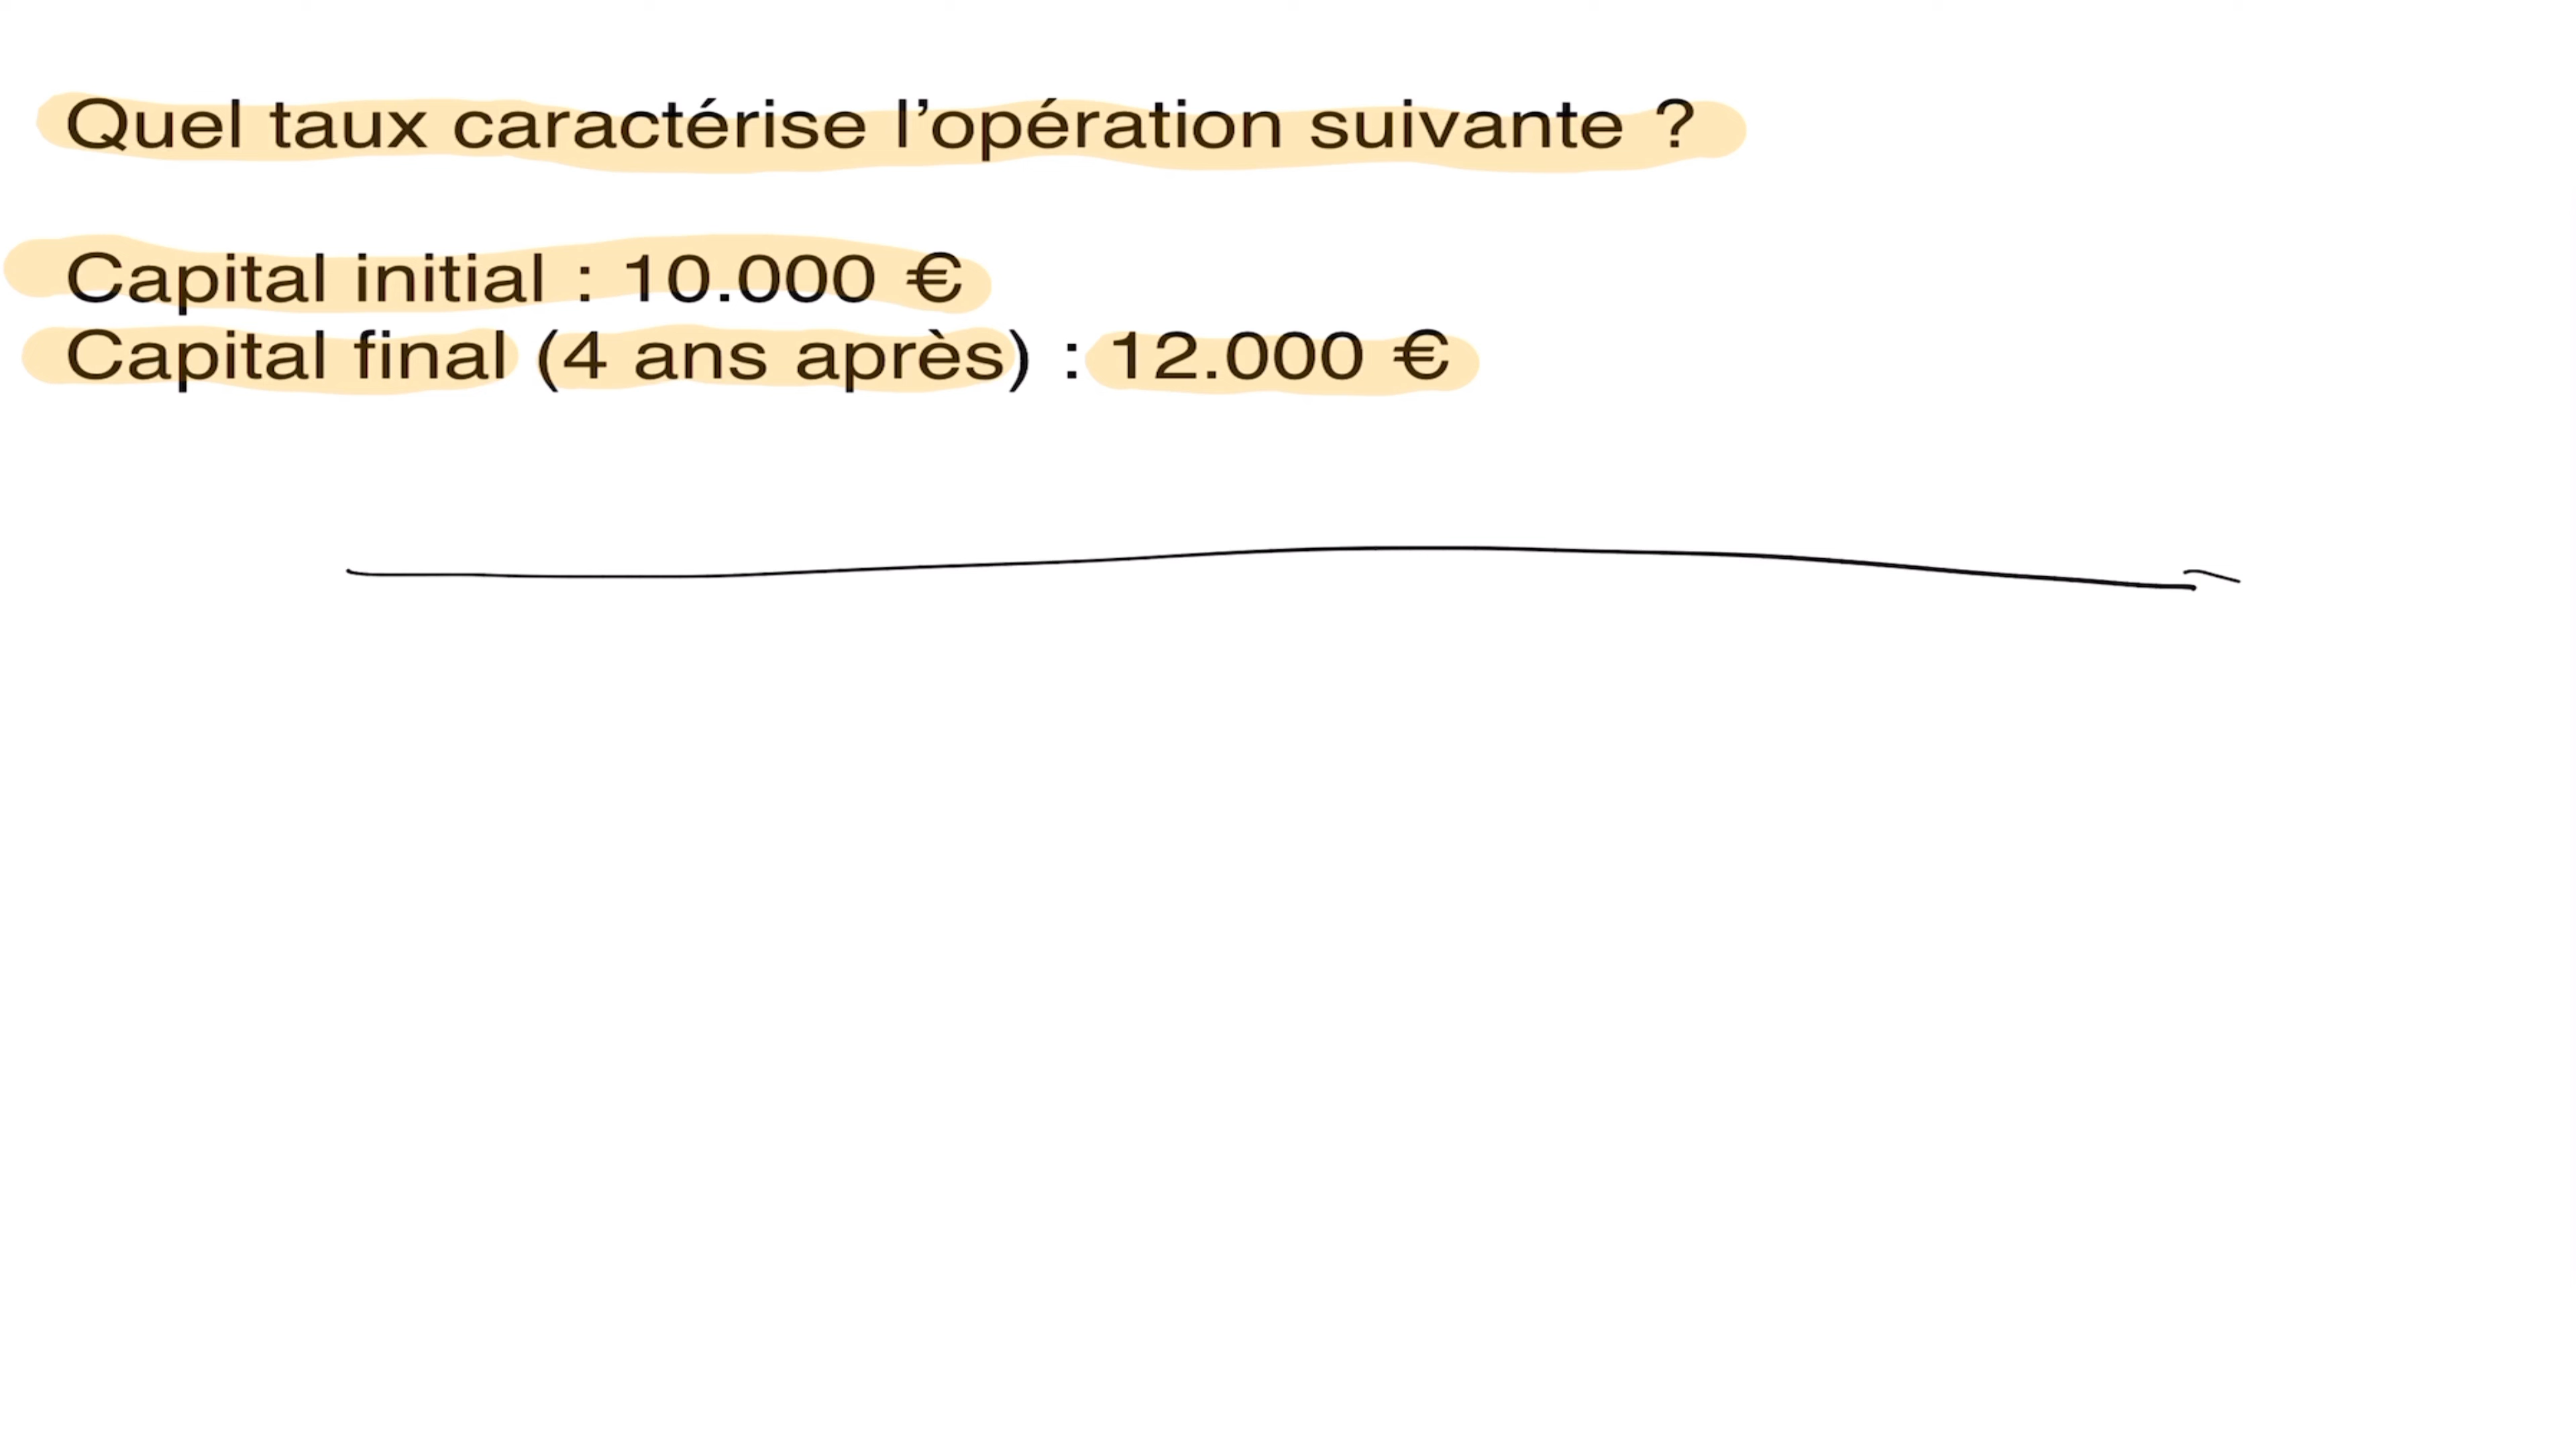 Quel taux caractérise l’opération suivante ?
Capital initial : 10.000 €
Capital final (4 ans après) : 12.000 €